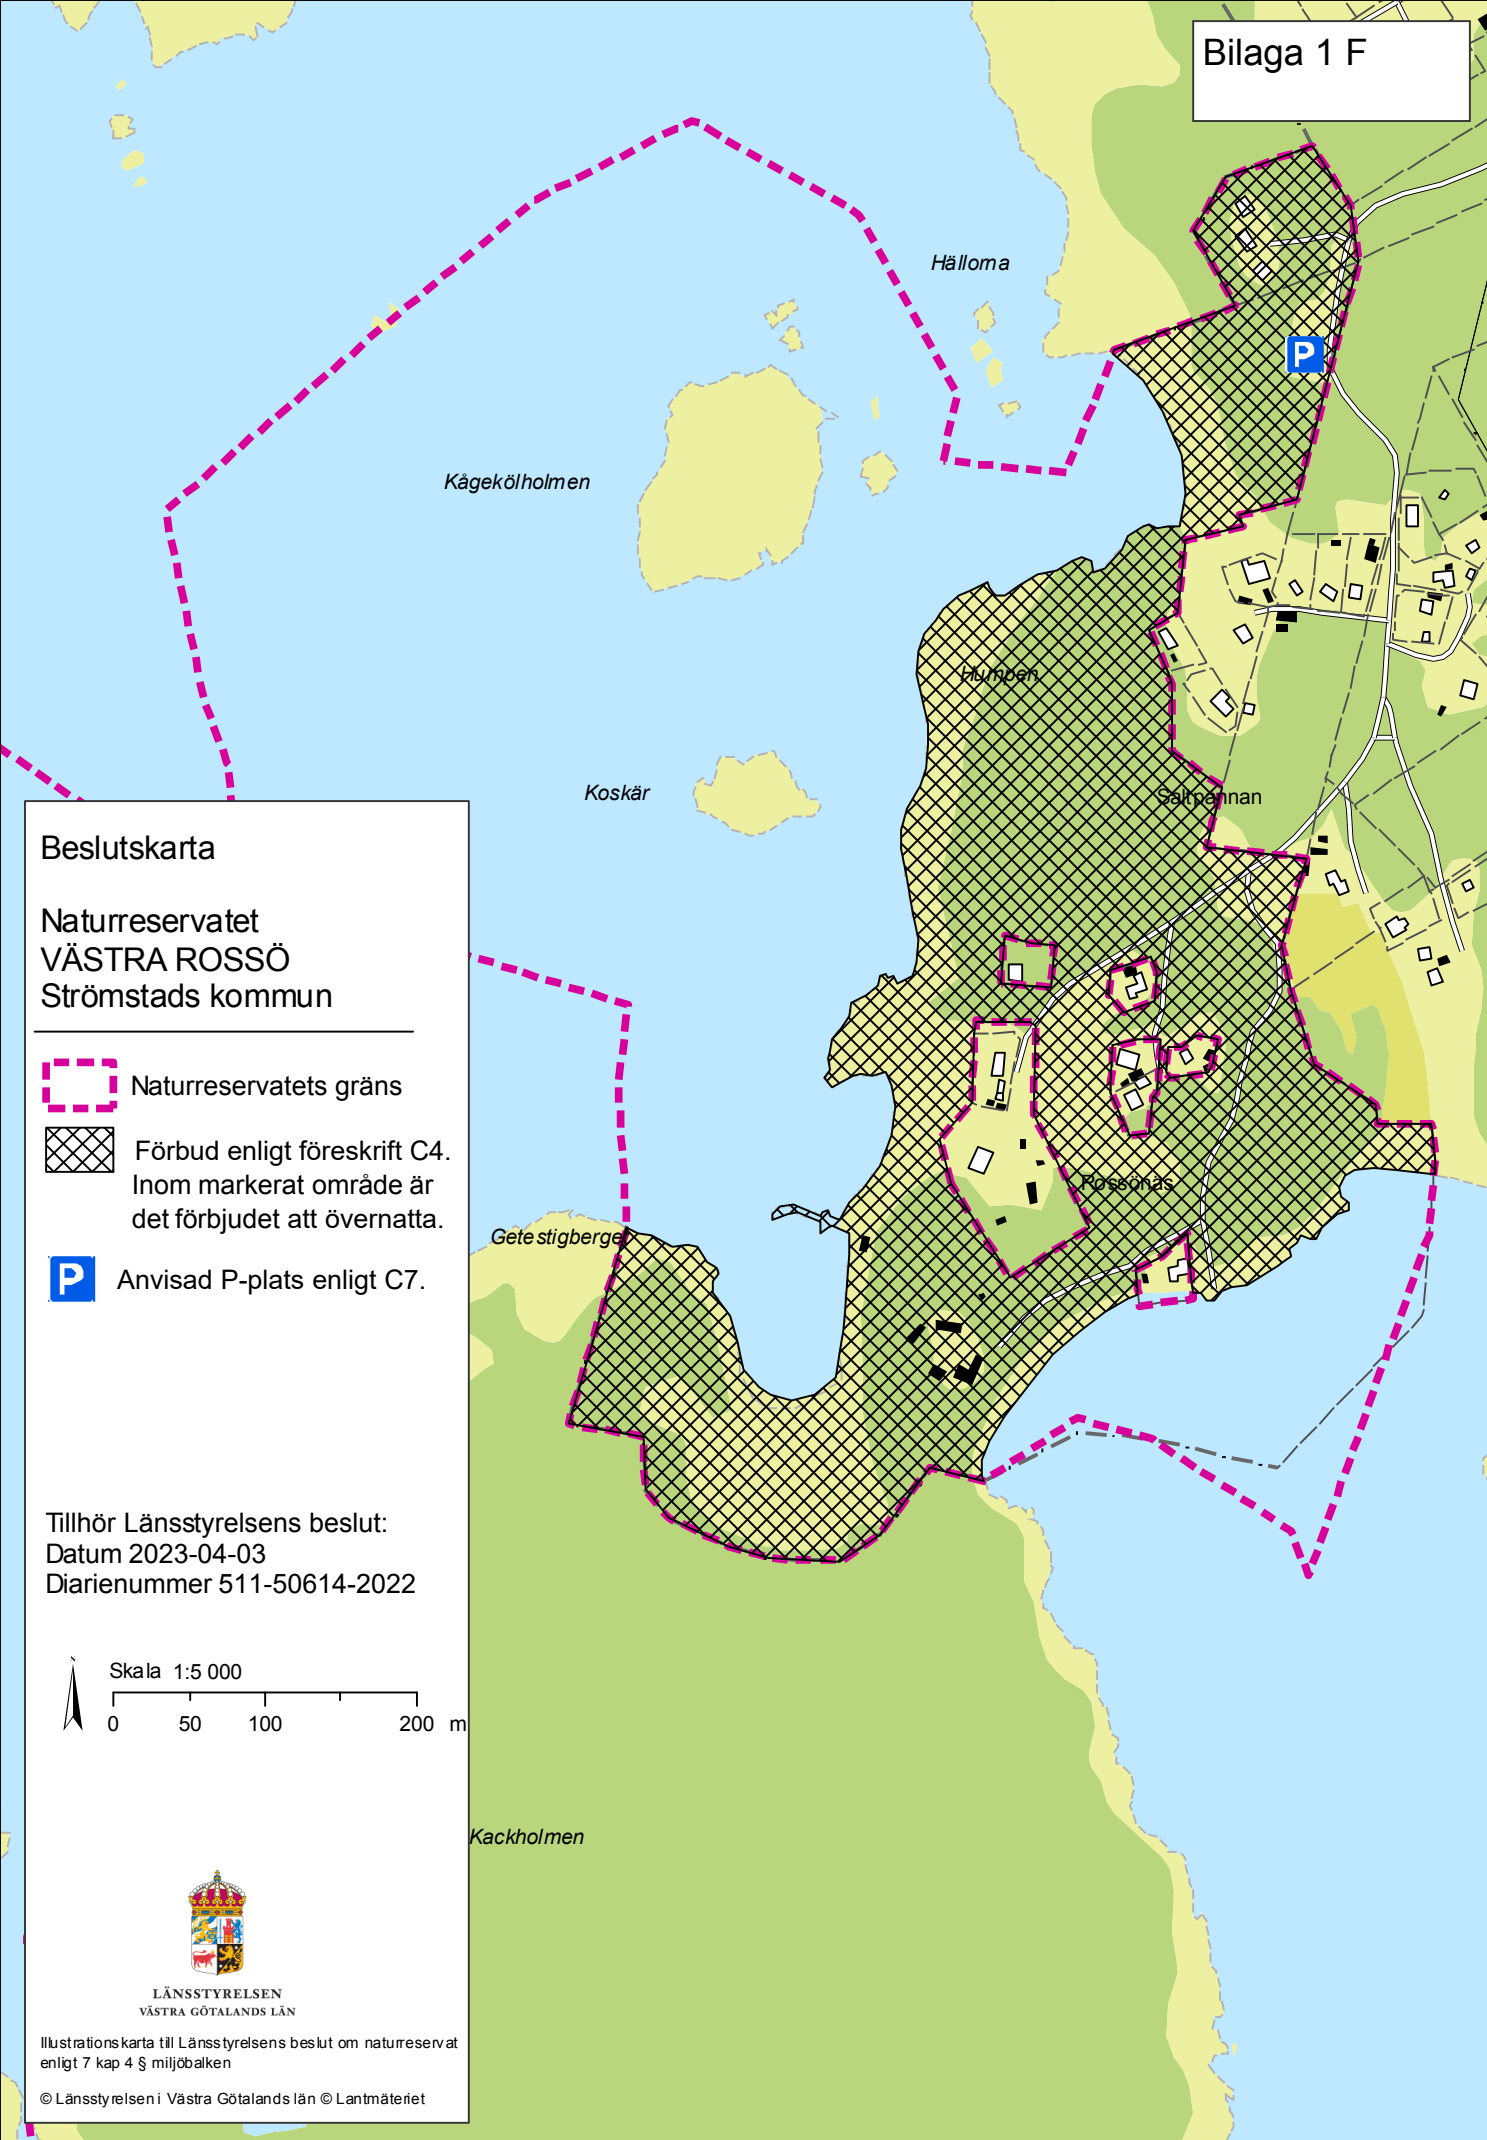 Bilaga 1 F
Hällorna
Kågekölholmen
Humpen
Koskär
Saltpannan
Beslutskarta
Naturreservatet
VÄSTRA ROSSÖ
Strömstads kommun
Naturreservatets gräns
Förbud enligt föreskrift C4.
Inom markerat område är
det förbjudet att övernatta.
P Anvisad P-plats enligt C7.
P
Rossönäs
Getestigberget
Tillhör Länsstyrelsens beslut:
Datum 2023-04-03
Diarienummer 511-50614-2022
N
Skala 1:5 000
0 50 100 200 m
Kackholmen
LÄNSSTYRELSEN
VÄSTRA GÖTALANDS LÄN
Illustrationskarta till Länsstyrelsens beslut om naturreservat
enligt 7 kap 4 § miljöbalken
© Länsstyrelsen i Västra Götalands län © Lantmäteriet